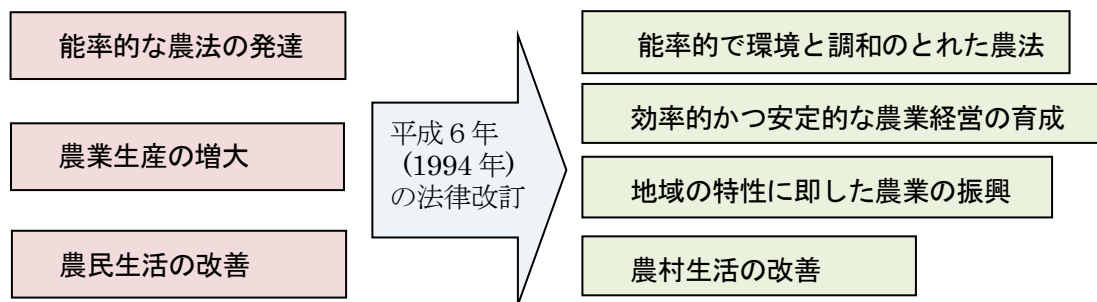 能率的な農法の発達
農業生産の増大
農民生活の改善
平成６年
(1994 年)
の法律改訂
能率的で環境と調和のとれた農法
効率的かつ安定的な農業経営の育成
地域の特性に即した農業の振興
農村生活の改善